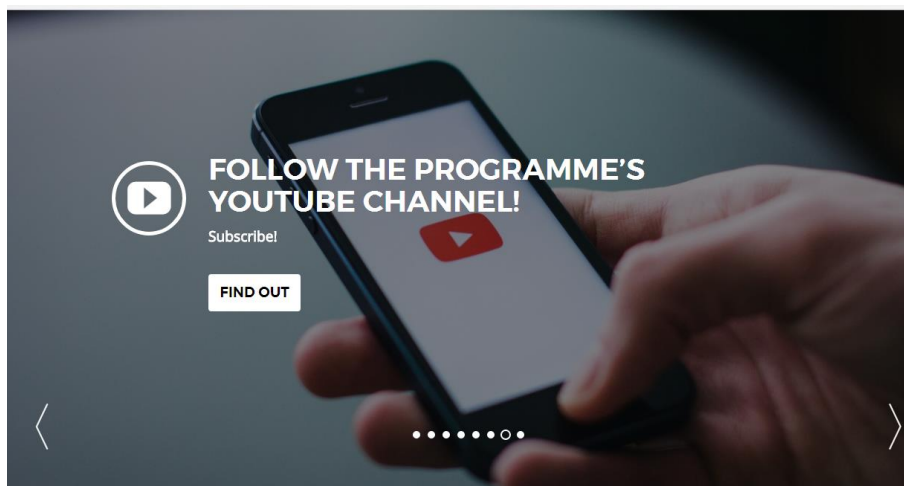 FOLLOW THE PROGRAMME'S
YOUTUBE CHANNEL!
Subscribe!
FIND OUT